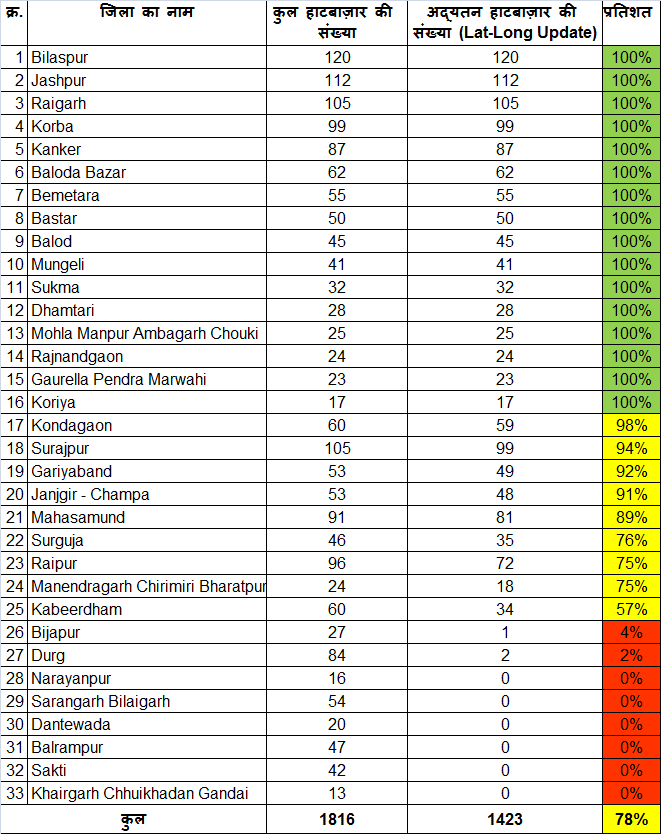 क्र. जिला का नाम कुल हाटबाज़ार की संख्या अद्यतन हाटबाज़ार की संख्या (Lat-Long Update) प्रतिशत
1 Bilaspur 120 120 100%
2 Jashpur 112 112 100%
3 Raigarh 105 105 100%
4 Korba 99 99 100%
5 Kanker 87 87 100%
6 Baloda Bazar 62 62 100%
7 Bemetara 55 55 100%
8 Bastar 50 50 100%
9 Balod 45 45 100%
10 Mungeli 41 41 100%
11 Sukma 32 32 100%
12 Dhamtari 28 28 100%
13 Mohla Manpur Ambagarh Chouki 25 25 100%
14 Rajnandgaon 24 24 100%
15 Gaurella Pendra Marwahi 23 23 100%
16 Koriya 17 17 100%
17 Kondagaon 60 59 98%
18 Surajpur 105 99 94%
19 Gariyaband 53 49 92%
20 Janjgir - Champa 53 48 91%
21 Mahasamund 91 81 89%
22 Surguja 46 35 76%
23 Raipur 96 72 75%
24 Manendragarh Chirimiri Bharatpur 24 18 75%
25 Kabeerdham 60 34 57%
26 Bijapur 27 1 4%
27 Durg 84 2 2%
28 Narayanpur 16 0 0%
29 Sarangarh Bilaigarh 54 0 0%
30 Dantewada 20 0 0%
31 Balrampur 47 0 0%
32 Sakti 42 0 0%
33 Khairgarh Chhuikhadan Gandai 13 0 0%
कुल 1816 1423 78%